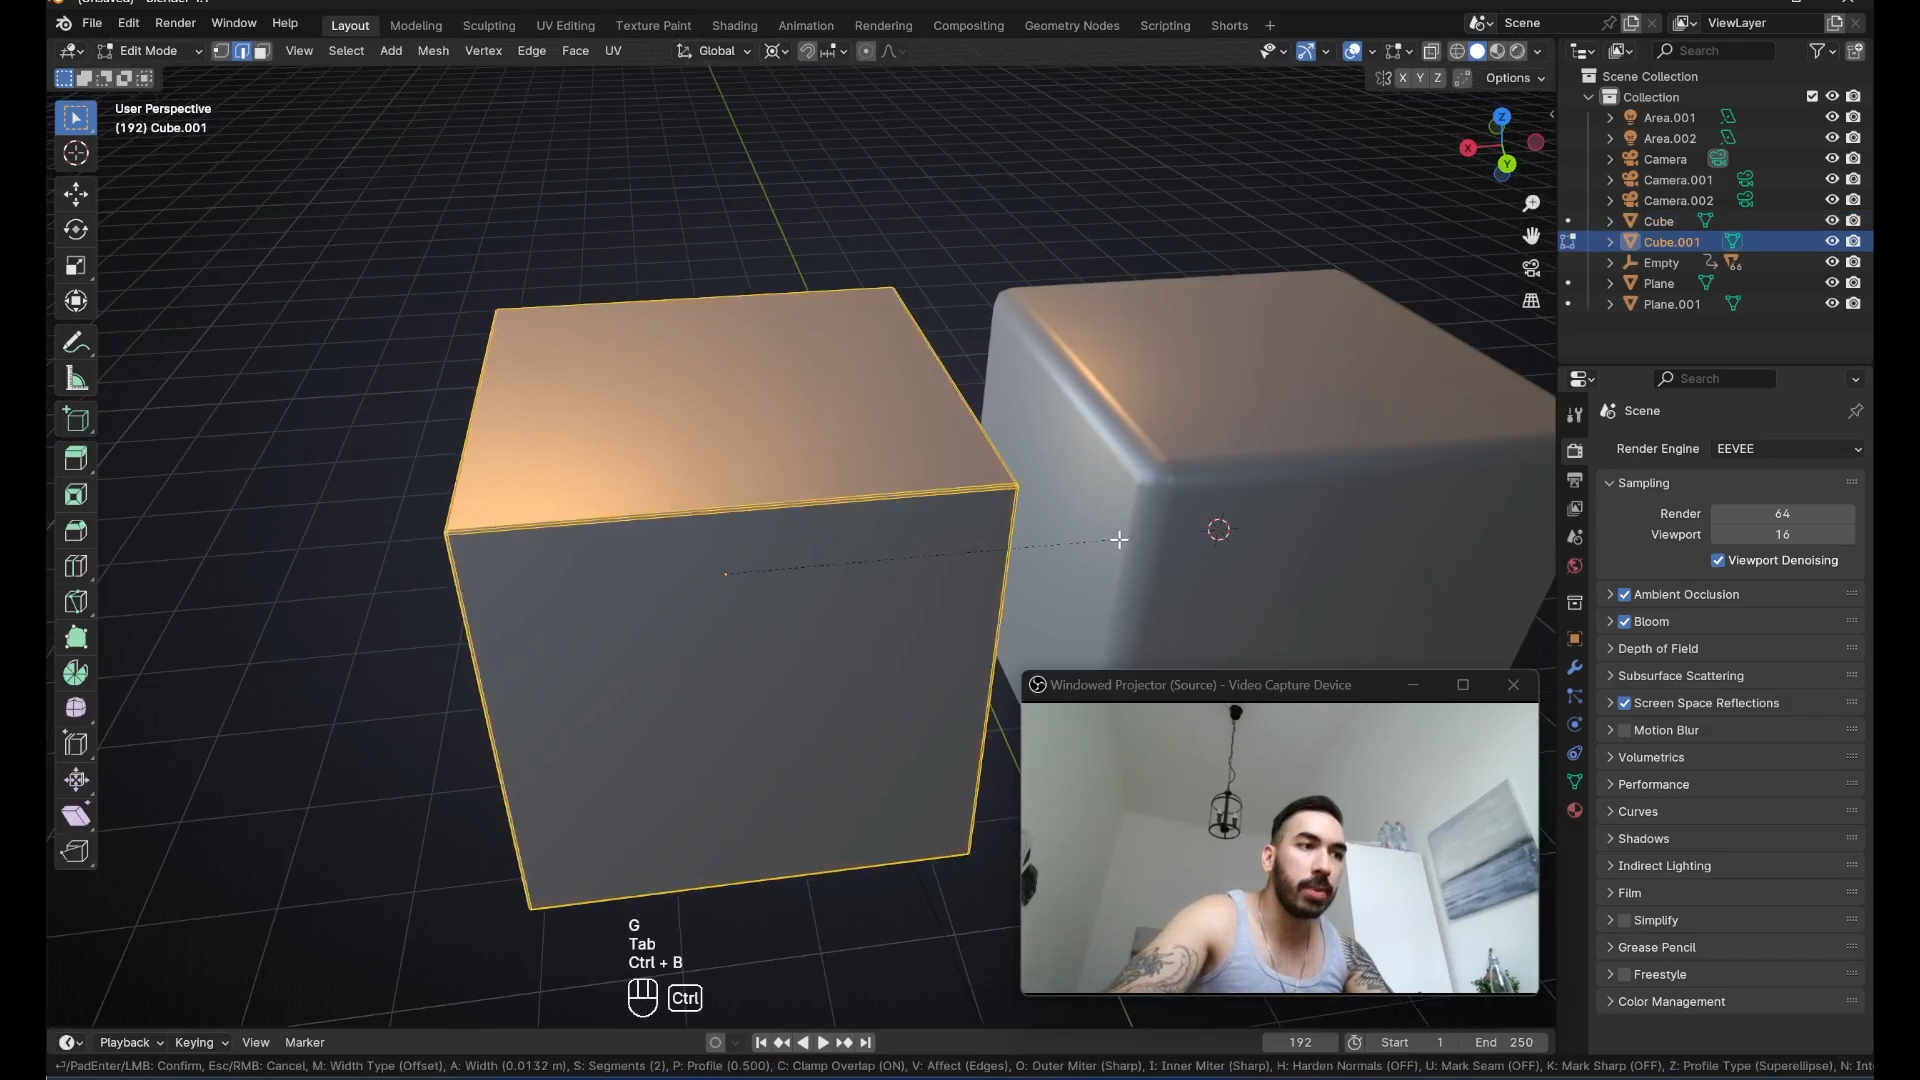 (Unsaved) - Blender 4.1
File Edit Render Window Help
Layout Modeling Sculpting UV Editing Texture Paint Shading Animation Rendering Compositing Geometry Nodes Scripting Shorts +
Scene
ViewLayer
Edit Mode View Select Add Mesh Vertex Edge Face UV Global
Search
X Y Z Options
User Perspective
(192) Cube.001
Z
X
Y
Scene Collection
Collection
Area.001
Area.002
Camera
Camera.001
Camera.002
Cube
Cube.001
Empty 66
Plane
Plane.001
Search
Scene
Render Engine EEVEE
Sampling
Render 64
Viewport 16
Viewport Denoising
Ambient Occlusion
Bloom
Depth of Field
Subsurface Scattering
Screen Space Reflections
Motion Blur
Volumetrics
Performance
Curves
Shadows
Indirect Lighting
Film
Simplify
Grease Pencil
Freestyle
Color Management
Windowed Projector (Source) - Video Capture Device
G
Tab
Ctrl + B
Ctrl
Playback Keying View Marker 192 Start 1 End 250
/PadEnter/LMB: Confirm, Esc/RMB: Cancel, M: Width Type (Offset), A: Width (0.0132 m), S: Segments (2), P: Profile (0.500), C: Clamp Overlap (ON), V: Affect (Edges), O: Outer Miter (Sharp), I: Inner Miter (Sharp), H: Harden Normals (OFF), U: Mark Seam (OFF), K: Mark Sharp (OFF), Z: Profile Type (Superellipse), N: Int